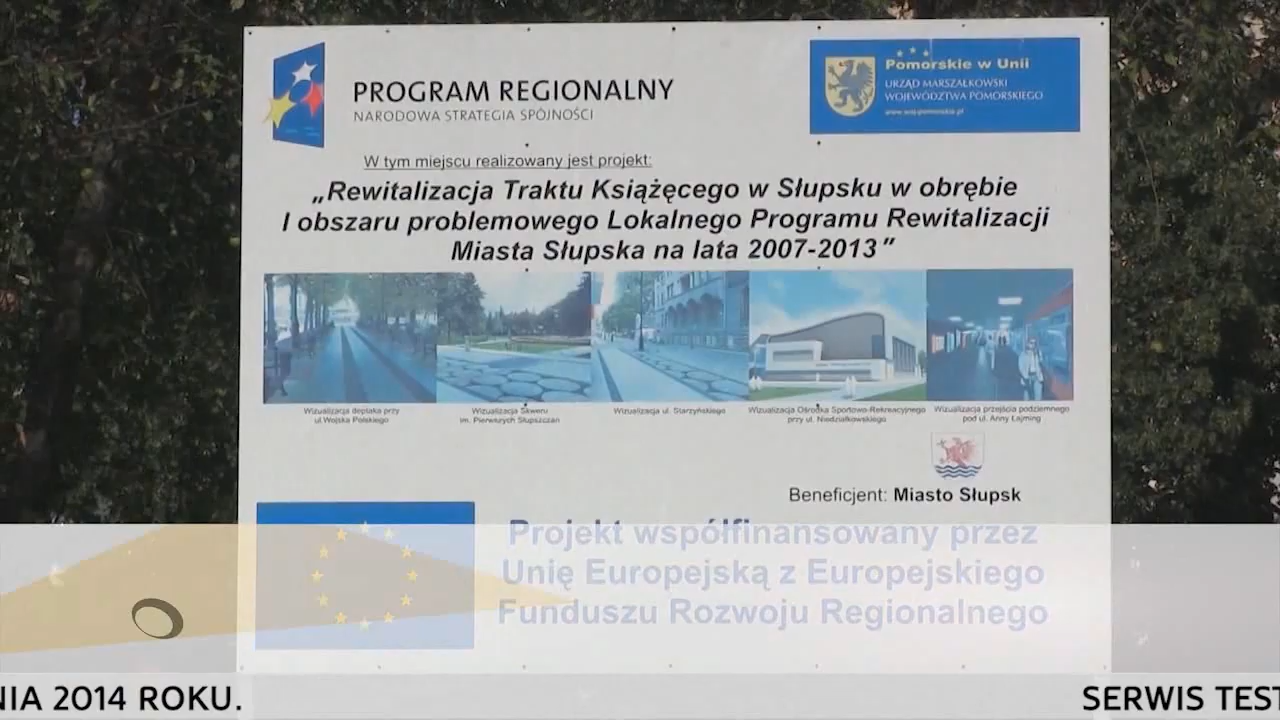 PROGRAM REGIONALNY
NARODOWA STRATEGIA SPÓJNOŚCI
Pomorskie w Unii
URZĄD MARSZAŁKOWSKI
WOJEWÓDZTWA POMORSKIEGO
W tym miejscu realizowany jest projekt:
„Rewitalizacja Traktu Książęcego w Słupsku w obrębie
I obszaru problemowego Lokalnego Programu Rewitalizacji
Miasta Słupska na lata 2007-2013”
Wizualizacja deptaka przy
ul.Wojska Polskiego
Wizualizacja Skweru
im. Pierwszych Słupszczan
Wizualizacja ul. Starzyńskiego
Wizualizacja Ośrodka Sportowo-Rekreacyjnego
przy ul. Niedziałkowskiego
Wizualizacja przejścia podziemnego
pod ul. Anny Łajming
Beneficjent: Miasto Słupsk
Projekt współfinansowany przez
Unię Europejską z Europejskiego
Funduszu Rozwoju Regionalnego
NIA 2014 ROKU. SERWIS TEST